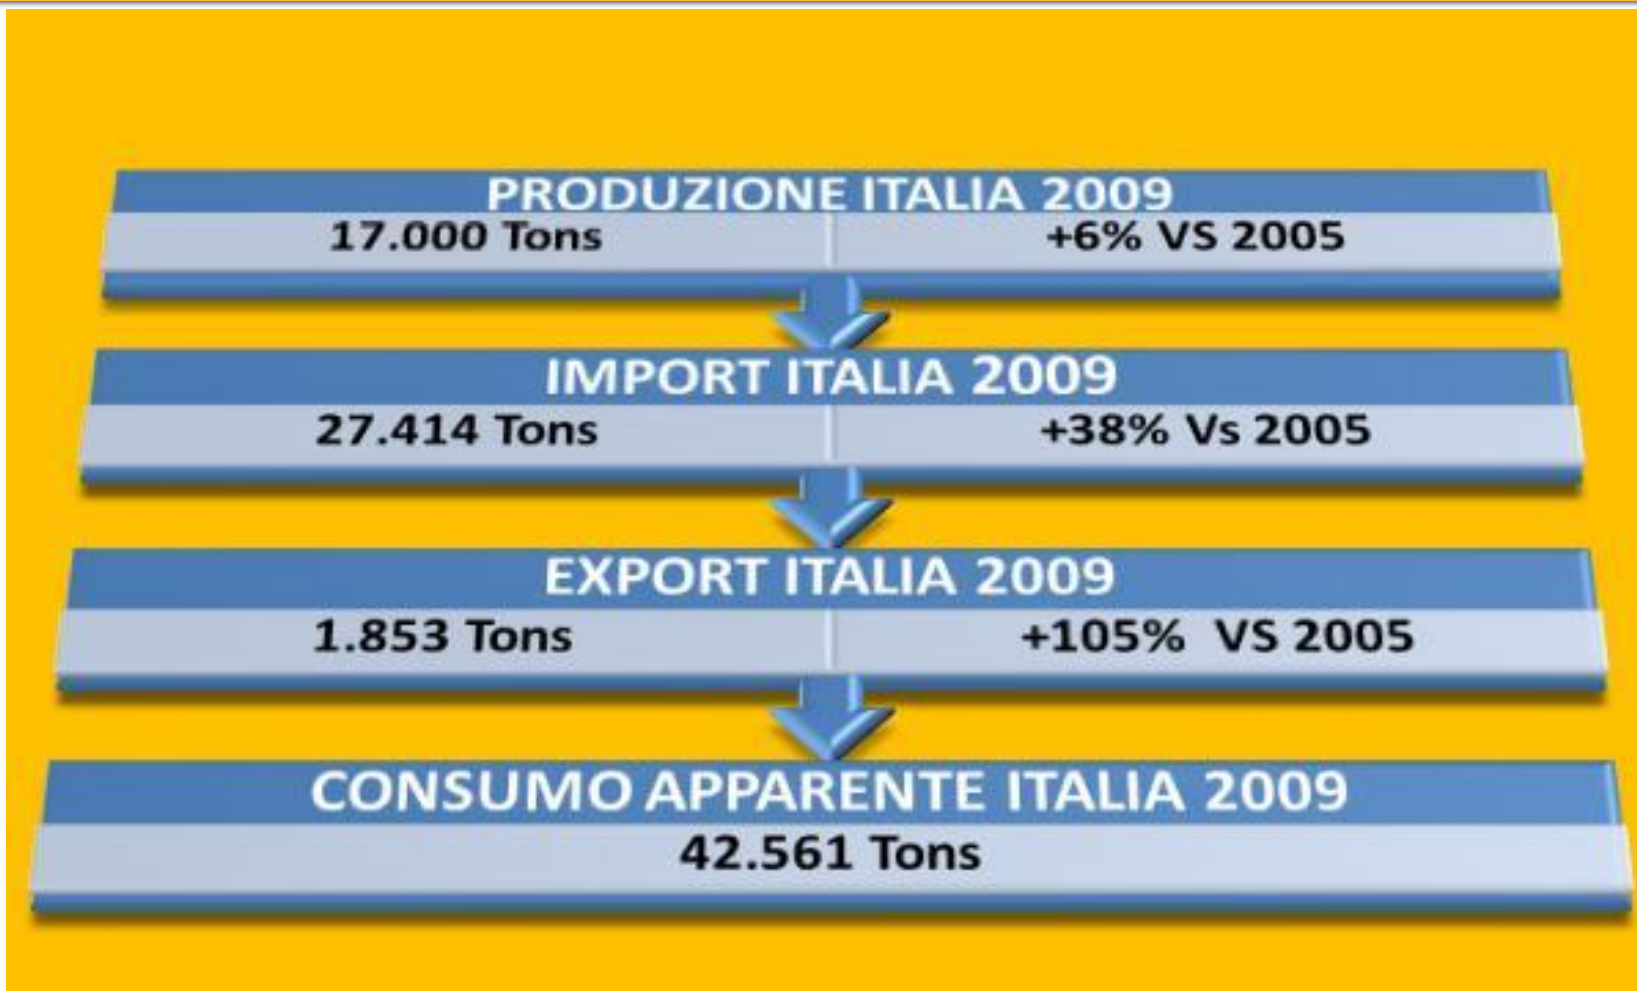 PRODUZIONE ITALIA 2009
17.000 Tons +6% VS 2005
IMPORT ITALIA 2009
27.414 Tons +38% Vs 2005
EXPORT ITALIA 2009
1.853 Tons +105% VS 2005
CONSUMO APPARENTE ITALIA 2009
42.561 Tons